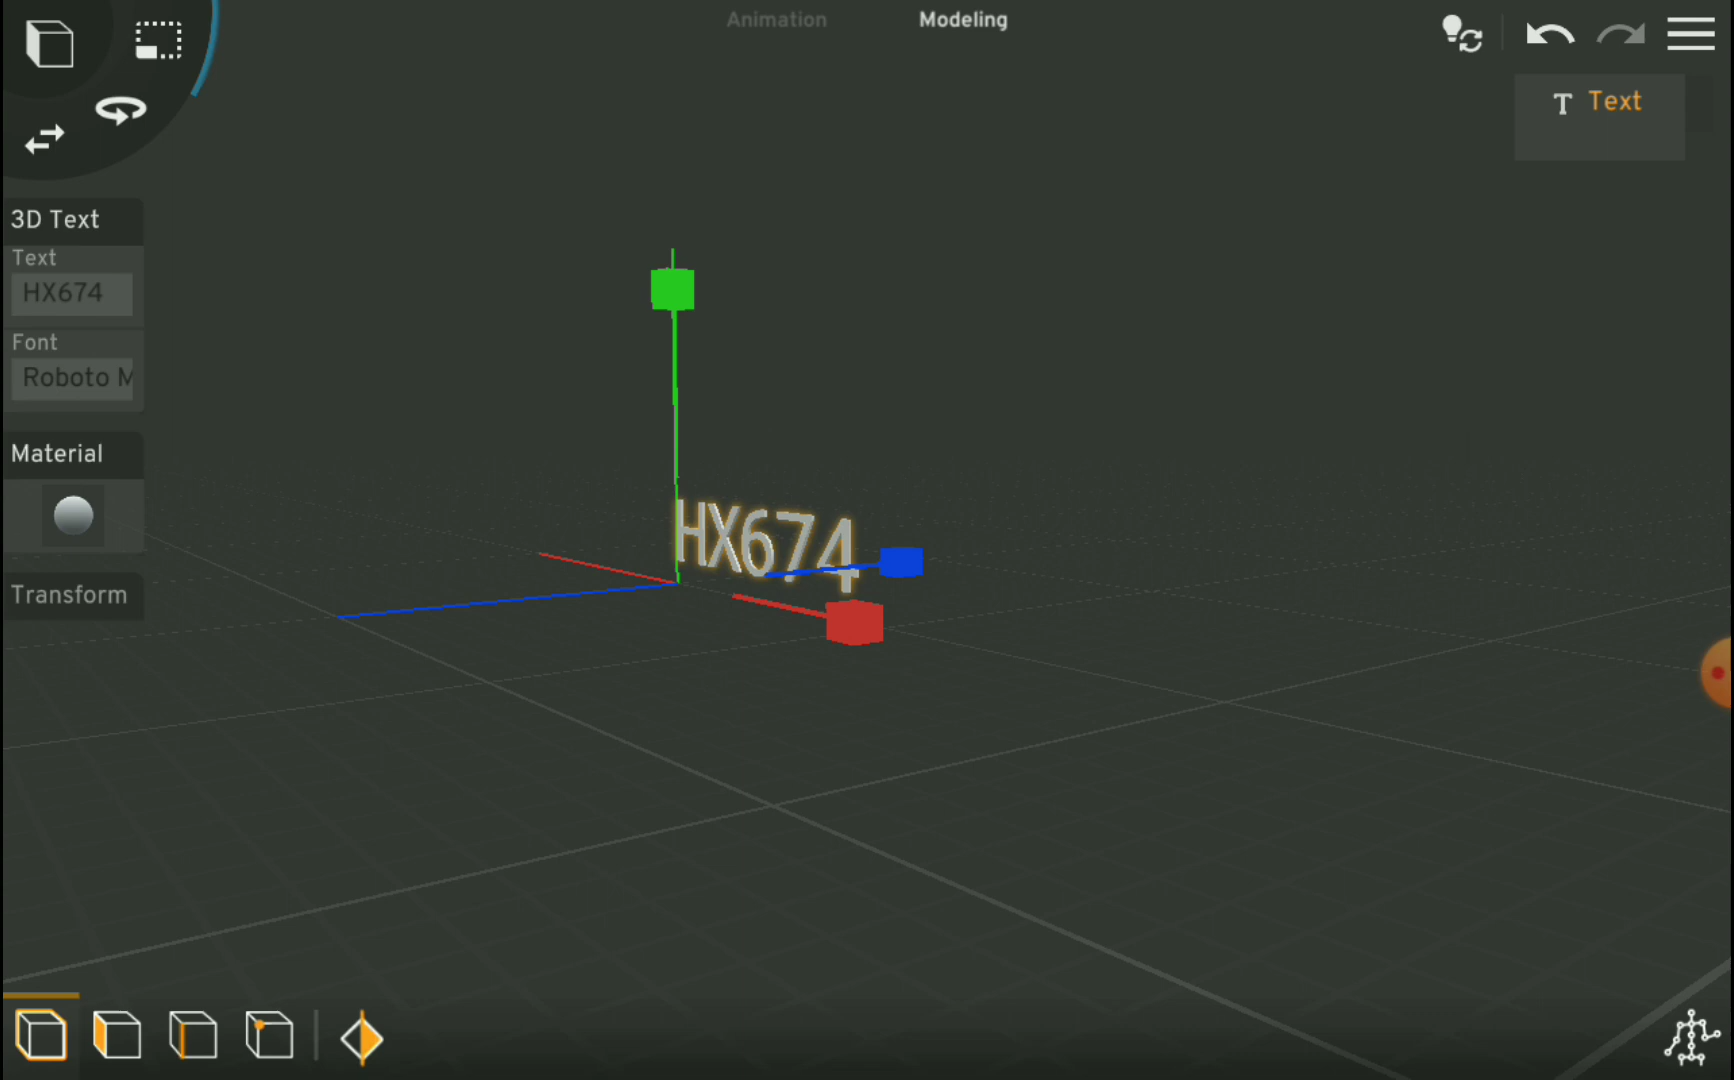 Animation
Modeling
T Text
3D Text
Text
HX674
Font
Roboto M
Material
Transform
HX674